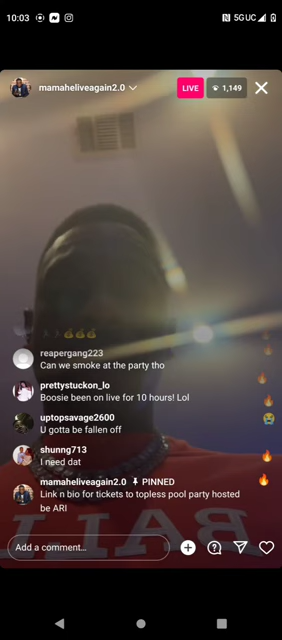 10:03
5GUC
mamaheliveagain2.0
LIVE
1,149
reapergang223
Can we smoke at the party tho
prettystuckon_lo
Boosie been on live for 10 hours! Lol
uptopsavage2600
U gotta be fallen off
shunng713
I need dat
mamaheliveagain2.0 PINNED
Link n bio for tickets to topless pool party hosted
be ARI
Add a comment...